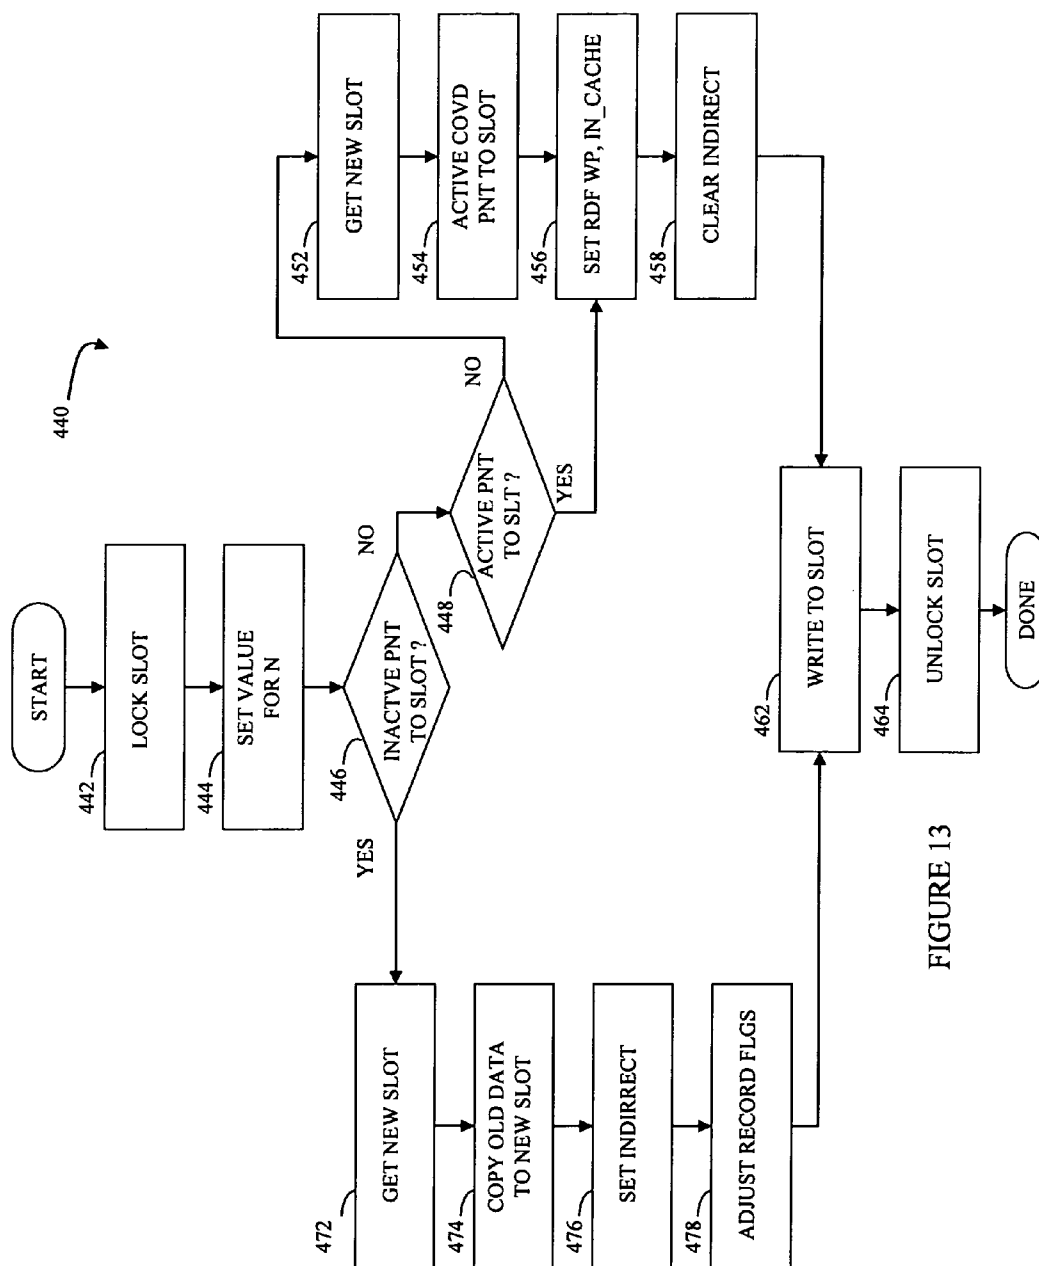 440
START
442
LOCK SLOT
444
SET VALUE
FOR N
446
INACTVE PNT
TO SLOT ?
YES
NO
448
ACTIVE PNT
TO SLT ?
NO
YES
452
GET NEW SLOT
454
ACTIVE COVD
PNT TO SLOT
456
SET RDF WP, IN_CACHE
458
CLEAR INDIRECT
472
GET NEW SLOT
474
COPY OLD DATA
TO NEW SLOT
476
SET INDIRRECT
478
ADJUST RECORD FLGS
462
WRITE TO SLOT
464
UNLOCK SLOT
DONE
FIGURE 13